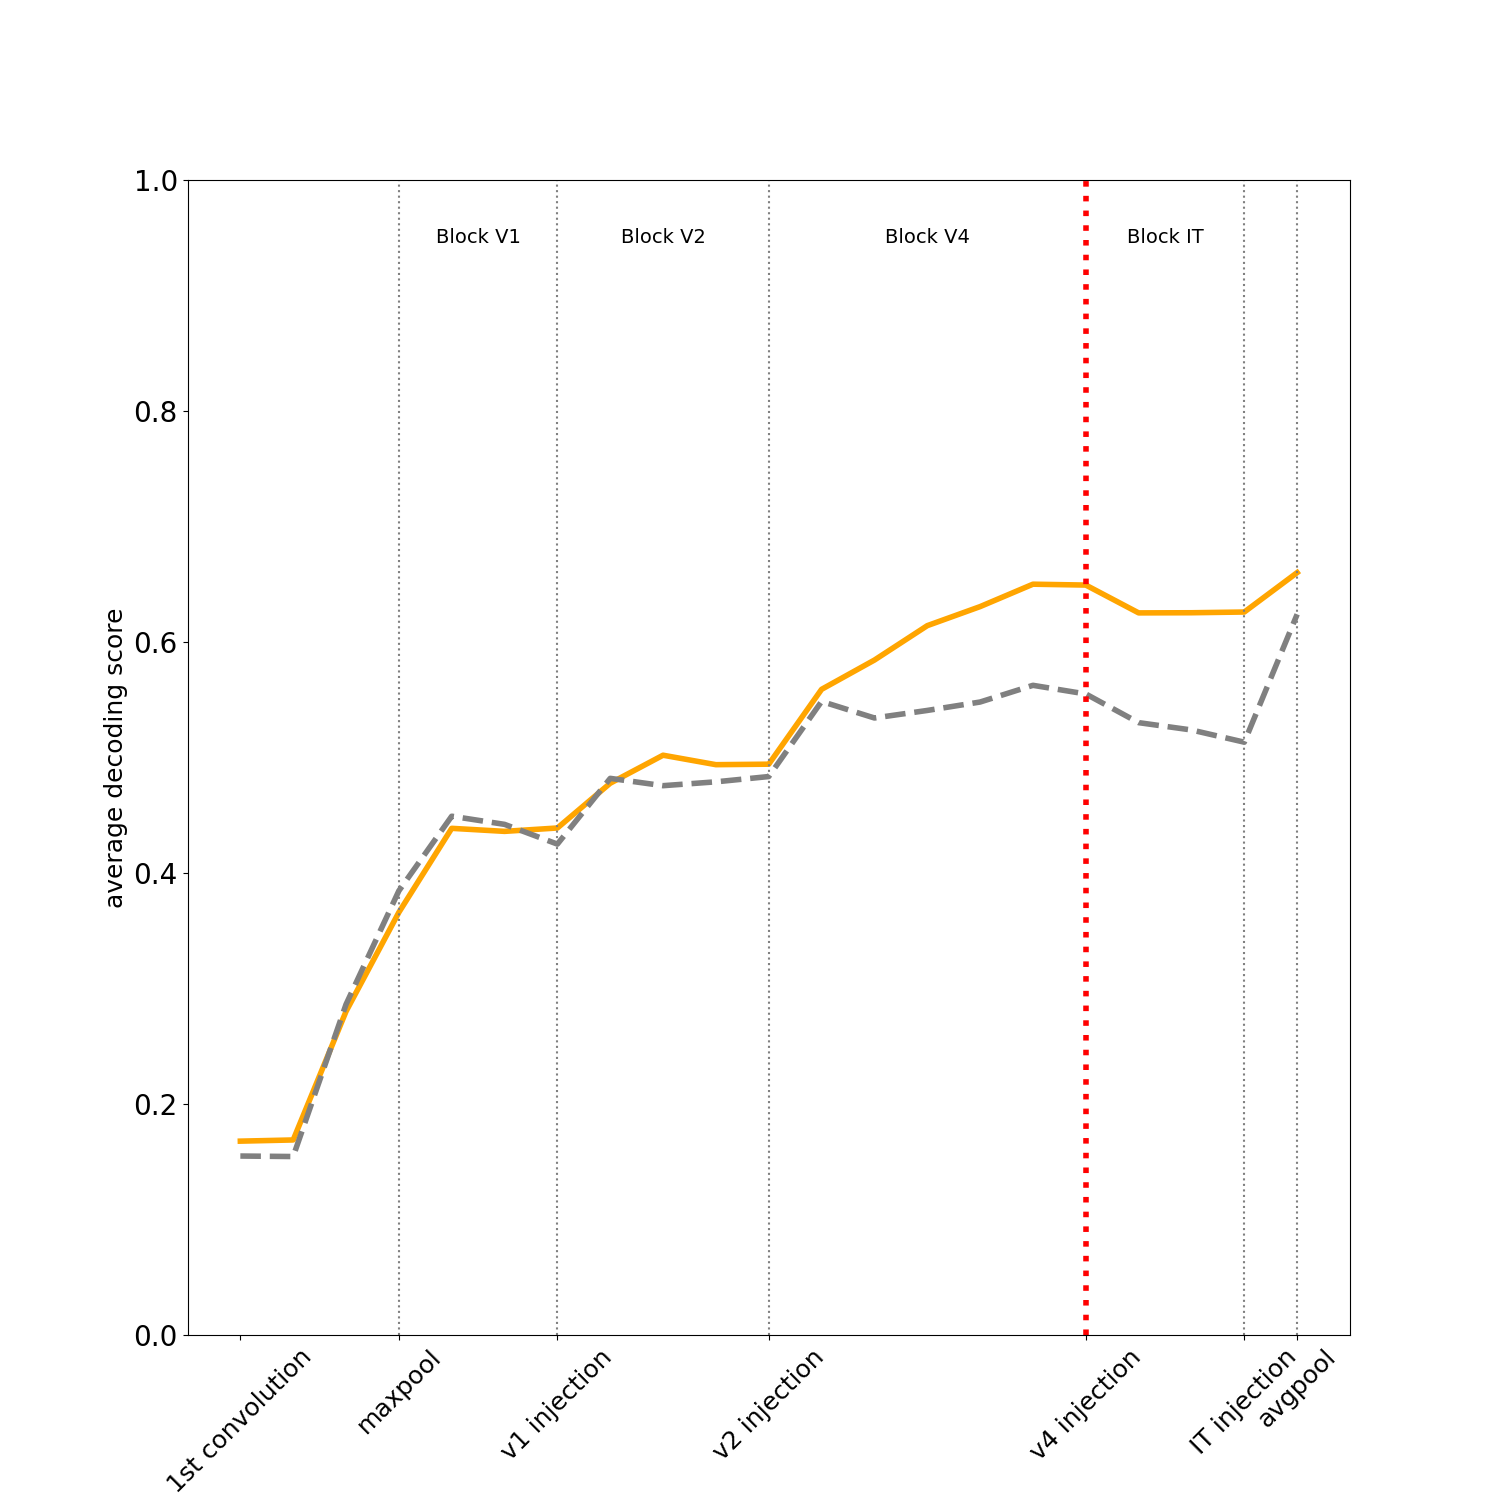 1.0
0.8
0.6
0.4
0.2
0.0
average decoding score
Block V1
Block V2
Block V4
Block IT
1st convolution
maxpool
v1 injection
v2 injection
v4 injection
IT injection
avgpool